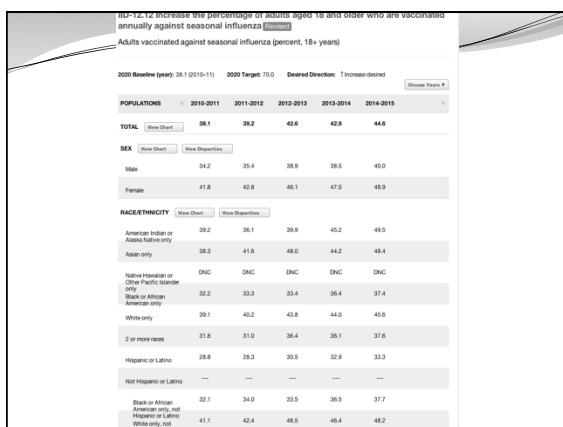 IID-12.12 Increase the percentage of adults aged 18 and older who are vaccinated
annually against seasonal influenza Revised
Adults vaccinated against seasonal influenza (percent, 18+ years)
2020 Baseline (year): 38.1 (2010–11) 2020 Target: 70.0 Desired Direction: ↑ Increase desired
Choose Years ▼
POPULATIONS 2010-2011 2011-2012 2012-2013 2013-2014 2014-2015
TOTAL View Chart 38.1 39.2 42.6 42.9 44.6
SEX View Chart View Disparities
Male 34.2 35.4 38.9 38.5 40.0
Female 41.8 42.8 46.1 47.0 48.9
RACE/ETHNICITY View Chart View Disparities
American Indian or 39.2 36.1 39.9 45.2 49.5
Alaska Native only
Asian only 38.3 41.6 48.0 44.2 48.4
Native Hawaiian or DNC DNC DNC DNC DNC
Other Pacific Islander
only
Black or African 32.2 33.3 33.4 36.4 37.4
American only
White only 39.1 40.2 43.8 44.0 45.6
2 or more races 31.8 31.0 36.4 36.1 37.6
Hispanic or Latino 28.8 28.3 30.5 32.9 33.3
Not Hispanic or Latino --- --- --- --- ---
Black or African 32.1 34.0 33.5 36.5 37.7
American only, not
Hispanic or Latino
White only, not 41.1 42.4 46.5 46.4 48.2